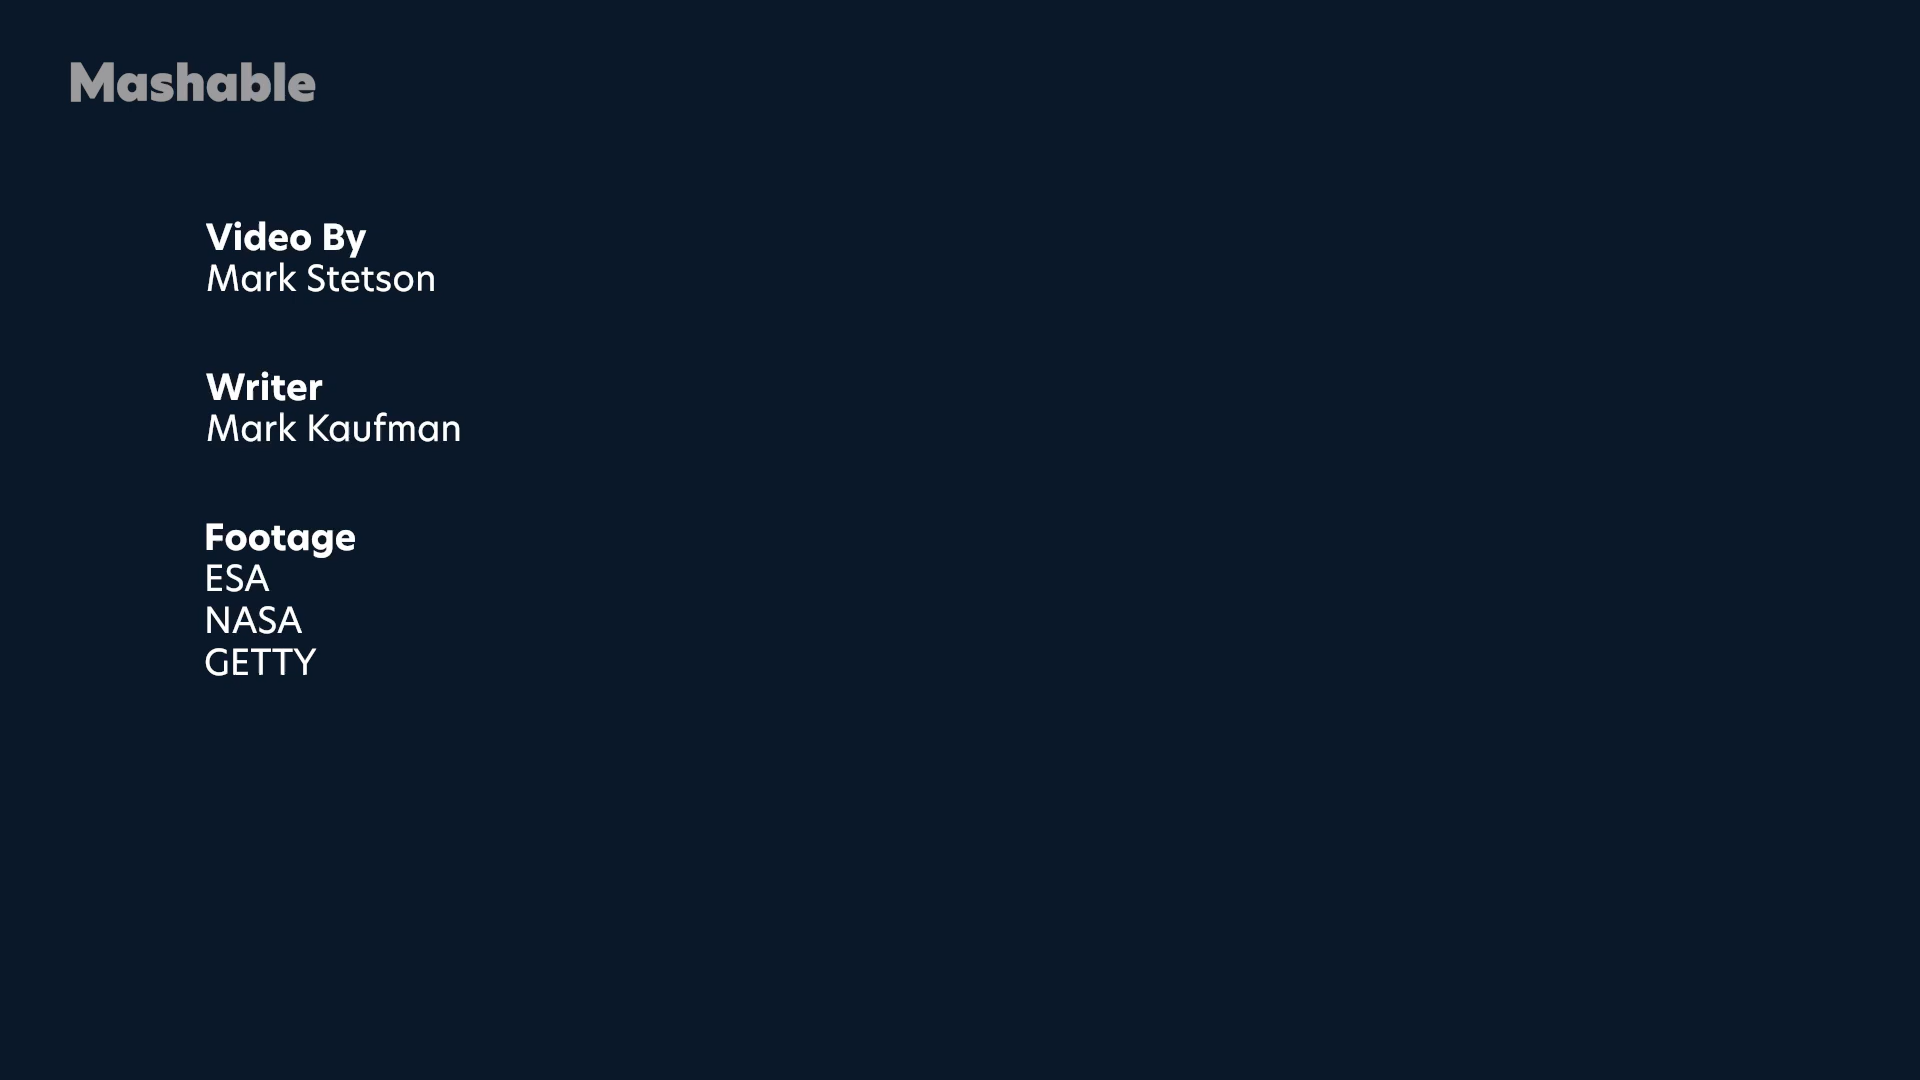 Mashable
Video By
Mark Stetson
Writer
Mark Kaufman
Footage
ESA
NASA
GETTY